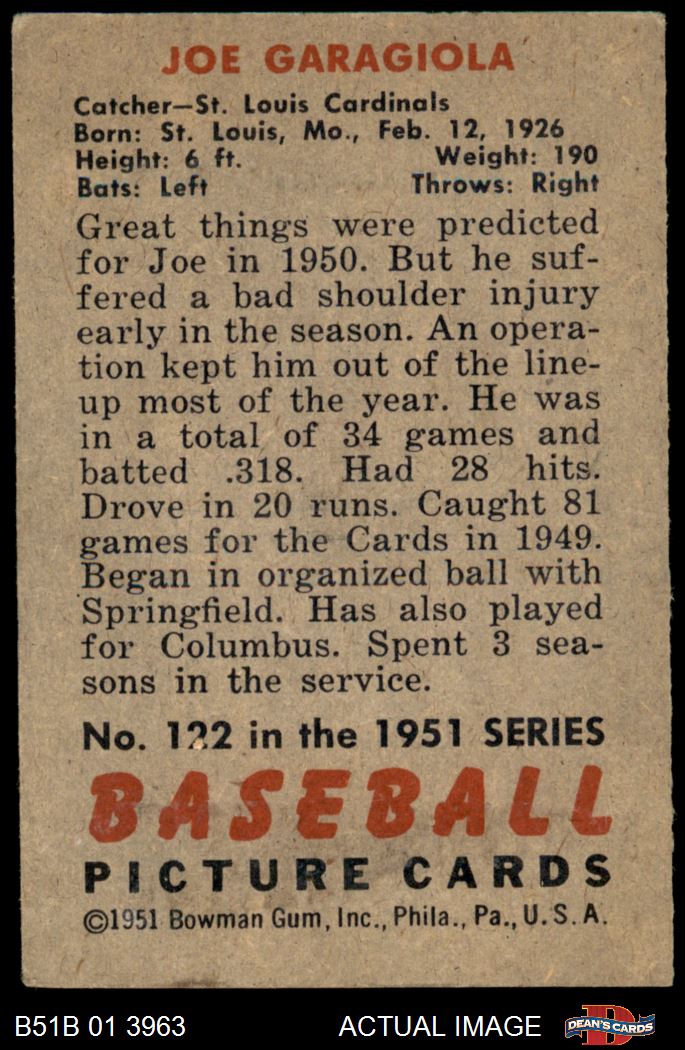 JOE GARAGIOLA
Catcher—St. Louis Cardinals
Born: St. Louis, Mo., Feb. 12, 1926
Height: 6 ft. Weight: 190
Bats: Left Throws: Right
Great things were predicted
for Joe in 1950. But he suf-
fered a bad shoulder injury
early in the season. An opera-
tion kept him out of the line-
up most of the year. He was
in a total of 34 games and
batted .318. Had 28 hits.
Drove in 20 runs. Caught 81
games for the Cards in 1949.
Began in organized ball with
Springfield. Has also played
for Columbus. Spent 3 sea-
sons in the service.
No. 122 in the 1951 SERIES
BASEBALL
PICTURE CARDS
©1951 Bowman Gum, Inc., Phila., Pa., U.S.A.
B51B 01 3963 ACTUAL IMAGE D DEAN'S CARDS